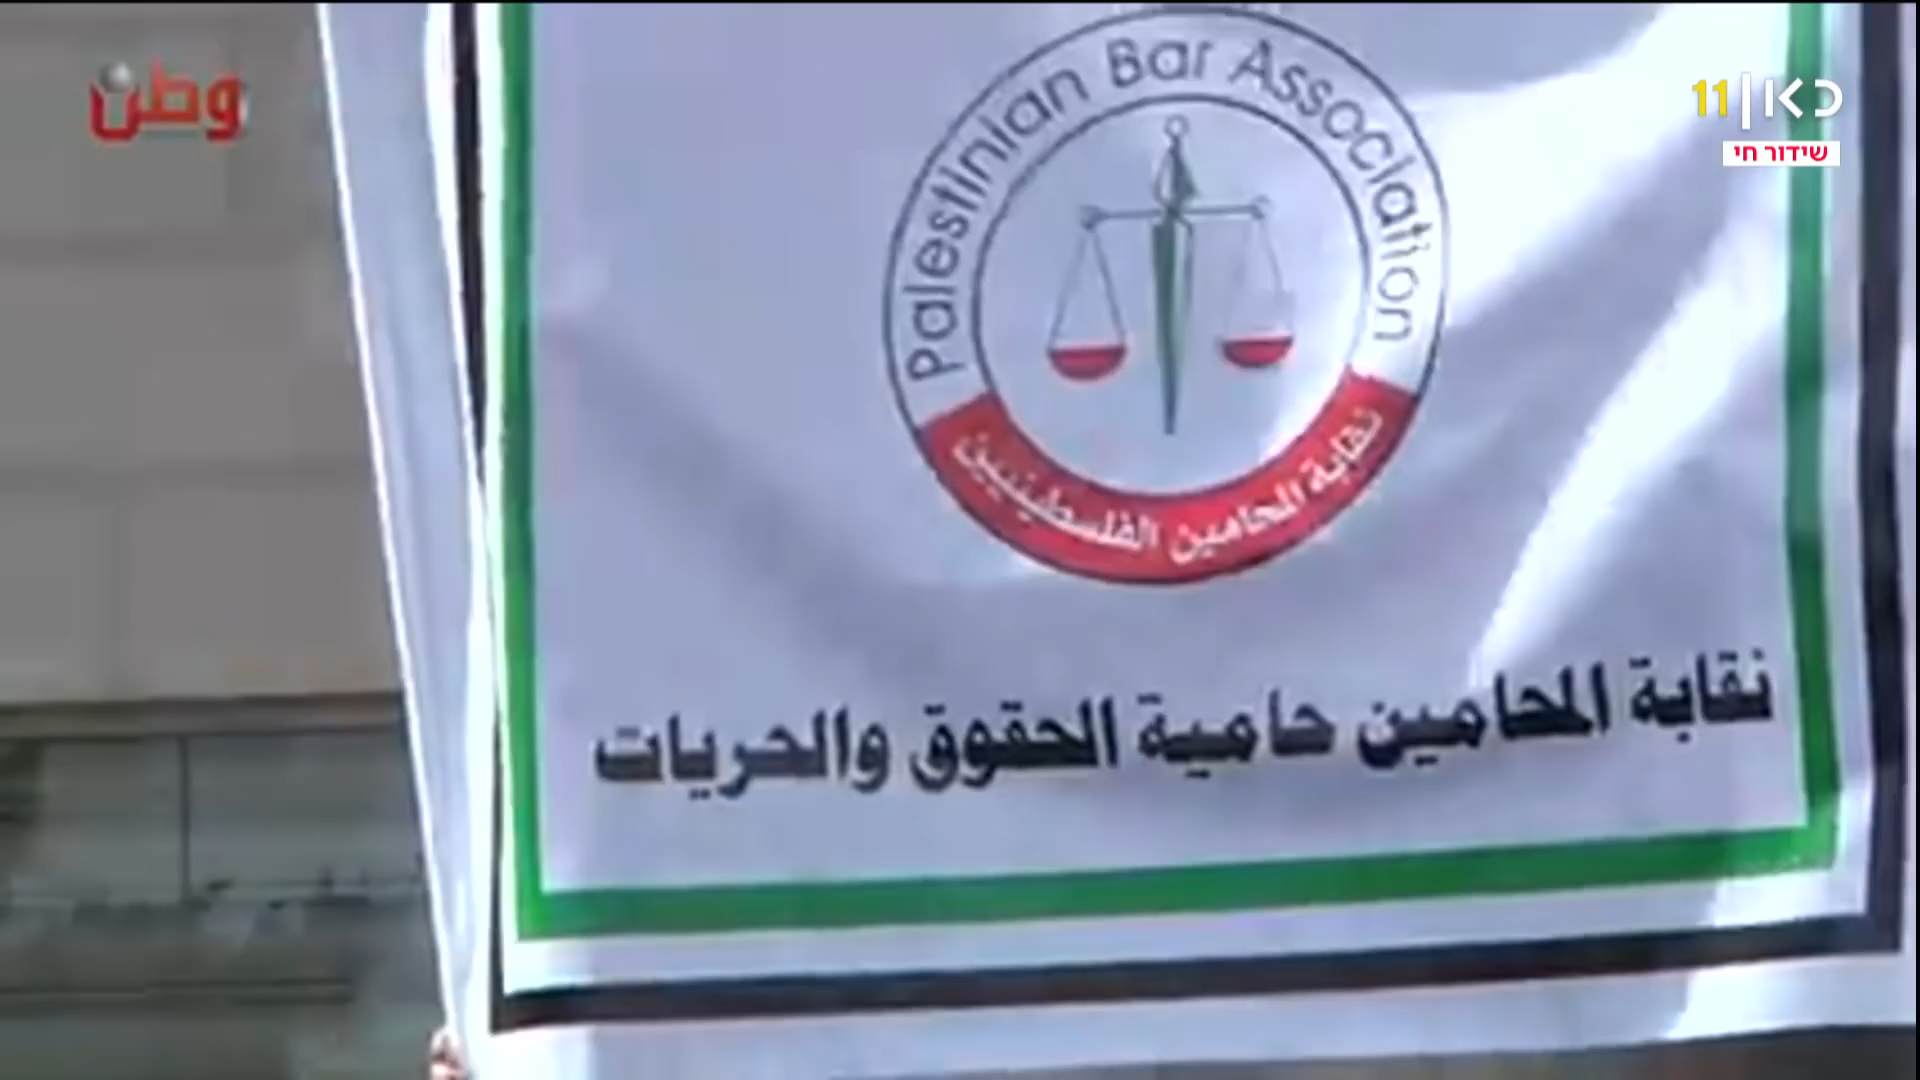 وطن
כאן 11
שידור חי
Palestinian Bar Association
نقابة المحامين الفلسطينيين
نقابة المحامين حامية الحقوق والحريات